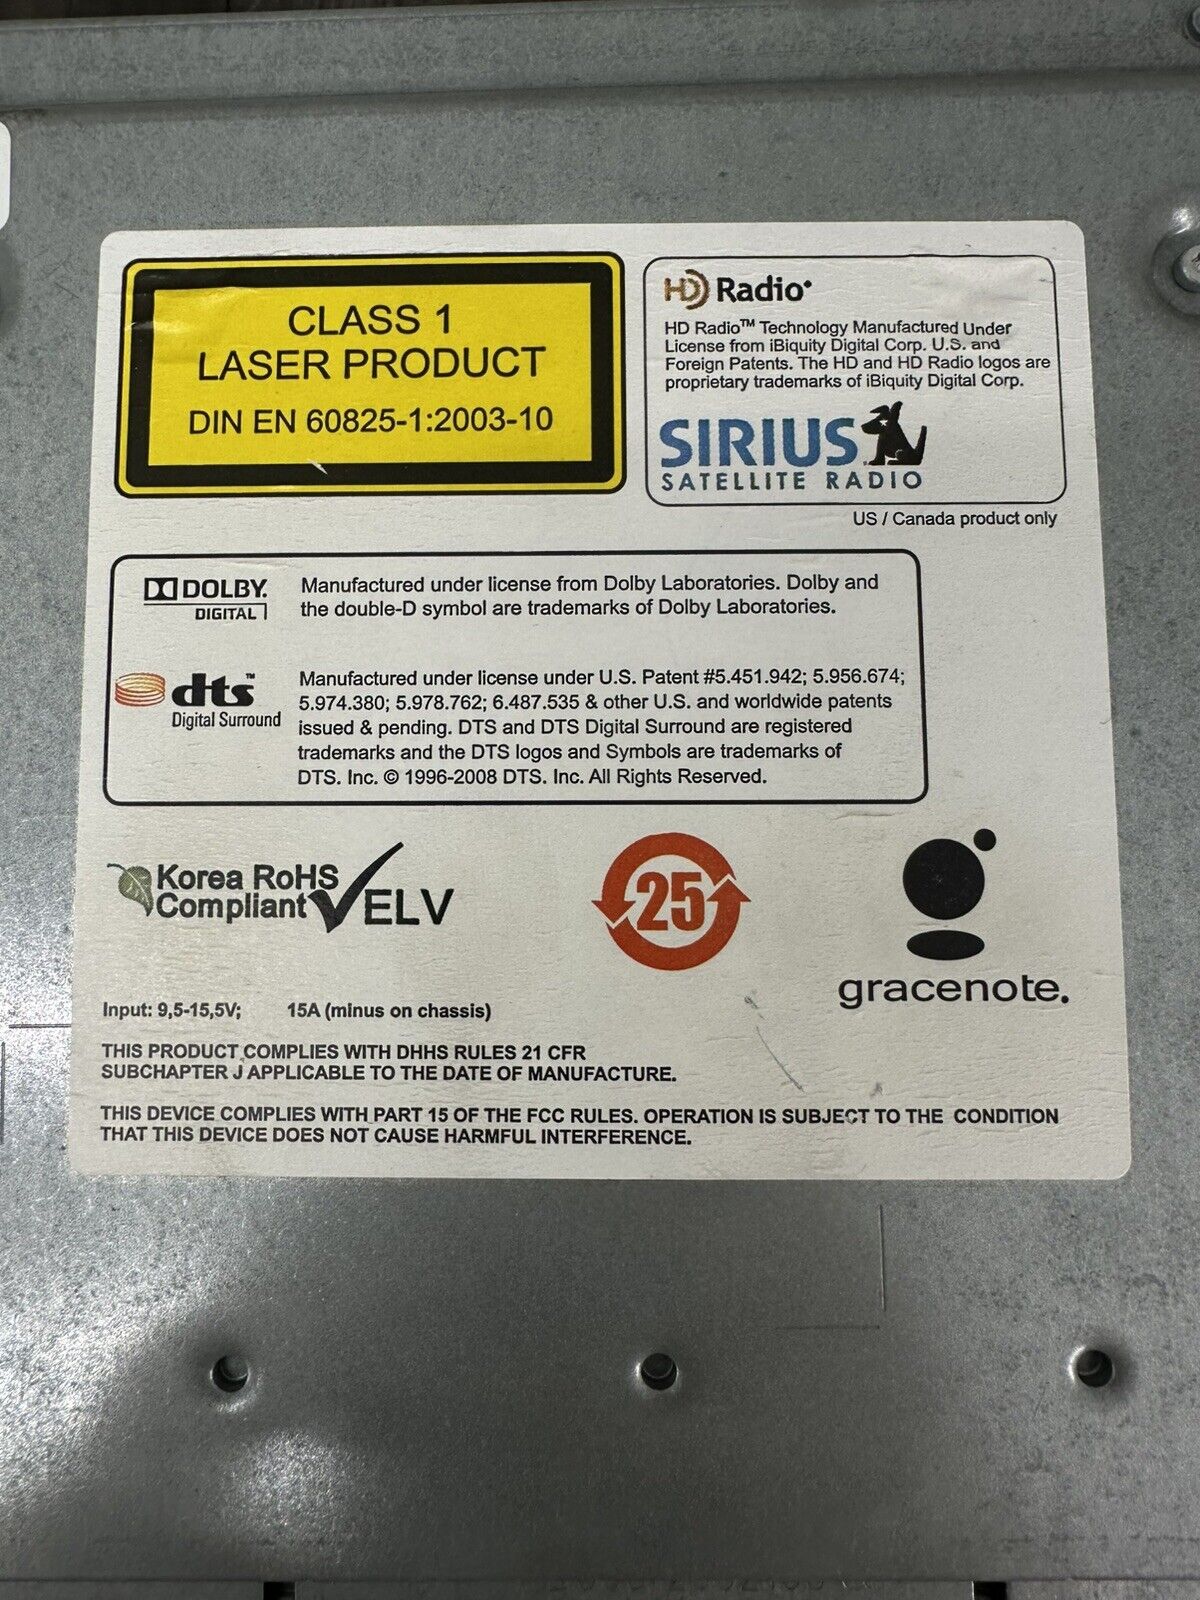 CLASS 1
LASER PRODUCT
DIN EN 60825-1:2003-10
HD Radio
HD Radio™ Technology Manufactured Under
License from iBiquity Digital Corp. U.S. and
Foreign Patents. The HD and HD Radio logos are
proprietary trademarks of iBiquity Digital Corp.
SIRIUS
SATELLITE RADIO
US / Canada product only
DOLBY
DIGITAL
Manufactured under license from Dolby Laboratories. Dolby and
the double-D symbol are trademarks of Dolby Laboratories.
dts™
Digital Surround
Manufactured under license under U.S. Patent #5.451.942; 5.956.674;
5.974.380; 5.978.762; 6.487.535 & other U.S. and worldwide patents
issued & pending. DTS and DTS Digital Surround are registered
trademarks and the DTS logos and Symbols are trademarks of
DTS. Inc. © 1996-2008 DTS. Inc. All Rights Reserved.
Korea RoHS
Compliant ELV
25
gracenote.
Input: 9,5-15,5V; 15A (minus on chassis)
THIS PRODUCT COMPLIES WITH DHHS RULES 21 CFR
SUBCHAPTER J APPLICABLE TO THE DATE OF MANUFACTURE.
THIS DEVICE COMPLIES WITH PART 15 OF THE FCC RULES. OPERATION IS SUBJECT TO THE CONDITION
THAT THIS DEVICE DOES NOT CAUSE HARMFUL INTERFERENCE.